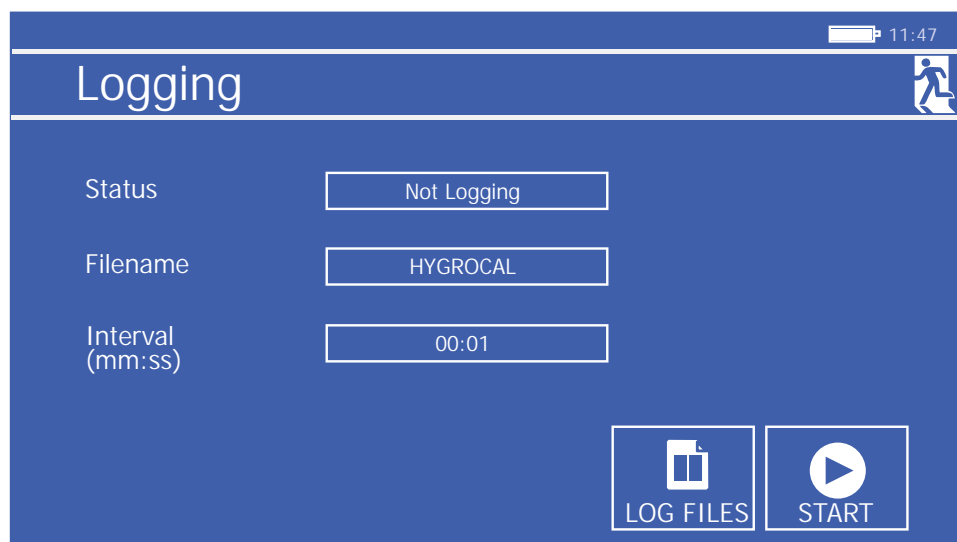 11:47
Logging
Status
Not Logging
Filename
HYGROCAL
Interval
(mm:ss)
00:01
LOG FILES
START